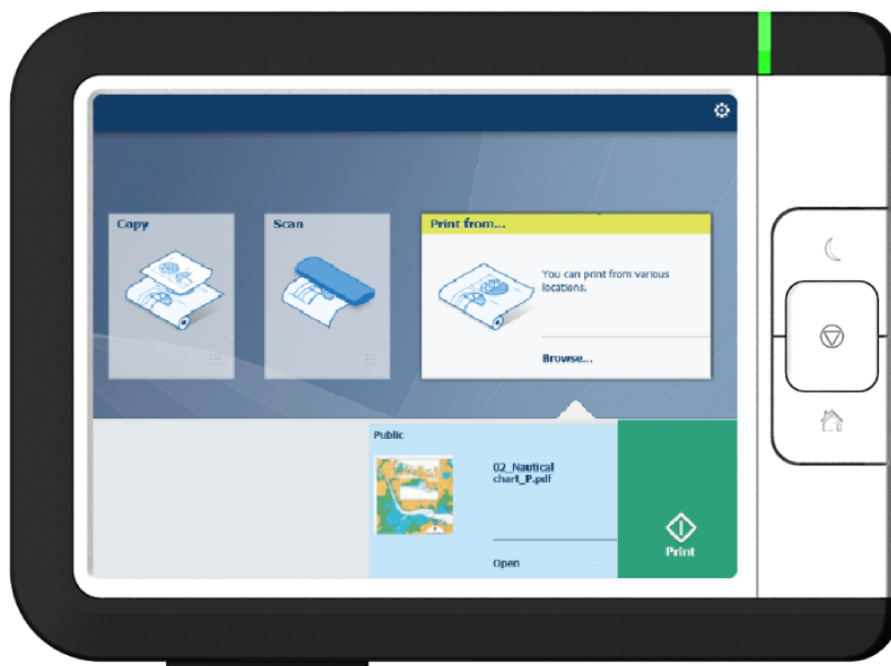 Copy
Scan
Print from...
You can print from various
locations.
Browse...
Public
02_Nautical
chart_P.pdf
Open
Print